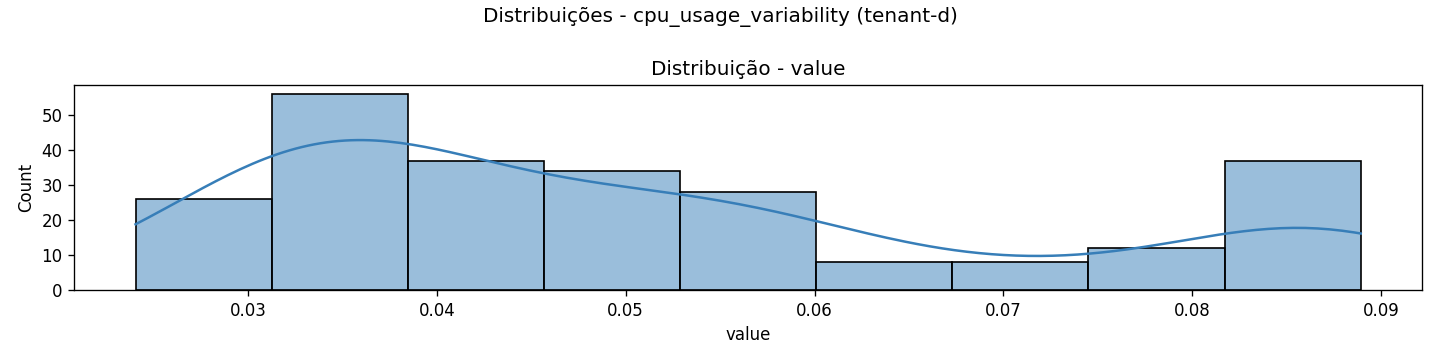 Distribuições - cpu_usage_variability (tenant-d)
Distribuição - value
Count
50
40
30
20
10
0
0.03 0.04 0.05 0.06 0.07 0.08 0.09
value